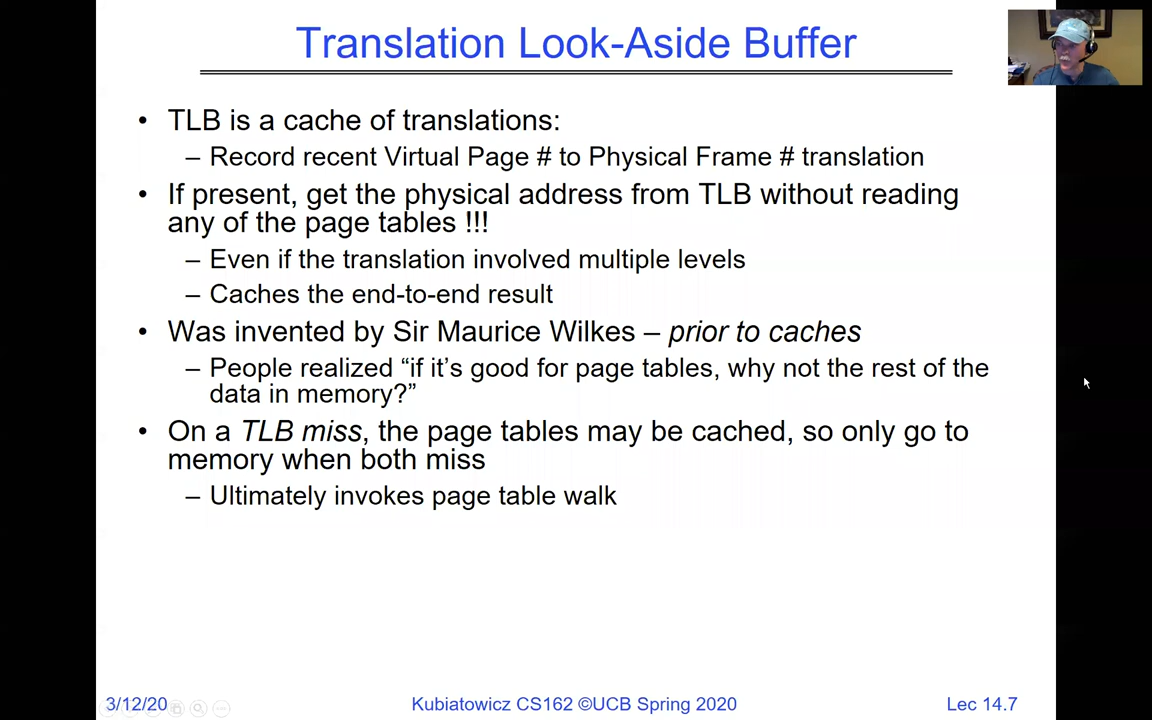 Translation Look-Aside Buffer
• TLB is a cache of translations:
– Record recent Virtual Page # to Physical Frame # translation
• If present, get the physical address from TLB without reading
any of the page tables !!!
– Even if the translation involved multiple levels
– Caches the end-to-end result
• Was invented by Sir Maurice Wilkes – prior to caches
– People realized “if it’s good for page tables, why not the rest of the
data in memory?”
• On a TLB miss, the page tables may be cached, so only go to
memory when both miss
– Ultimately invokes page table walk
3/12/20
Kubiatowicz CS162 ©UCB Spring 2020
Lec 14.7